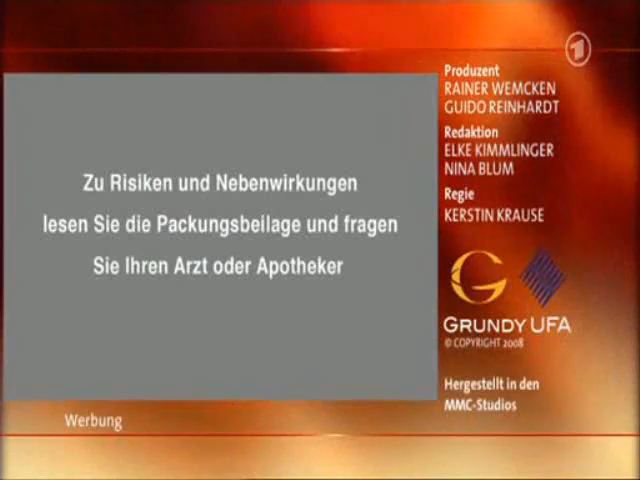 1
Zu Risiken und Nebenwirkungen
lesen Sie die Packungsbeilage und fragen
Sie Ihren Arzt oder Apotheker
Werbung
Produzent
RAINER WEMCKEN
GUIDO REINHARDT
Redaktion
ELKE KIMMLINGER
NINA BLUM
Regie
KERSTIN KRAUSE
G
GRUNDY UFA
© COPYRIGHT 2008
Hergestellt in den
MMC-Studios